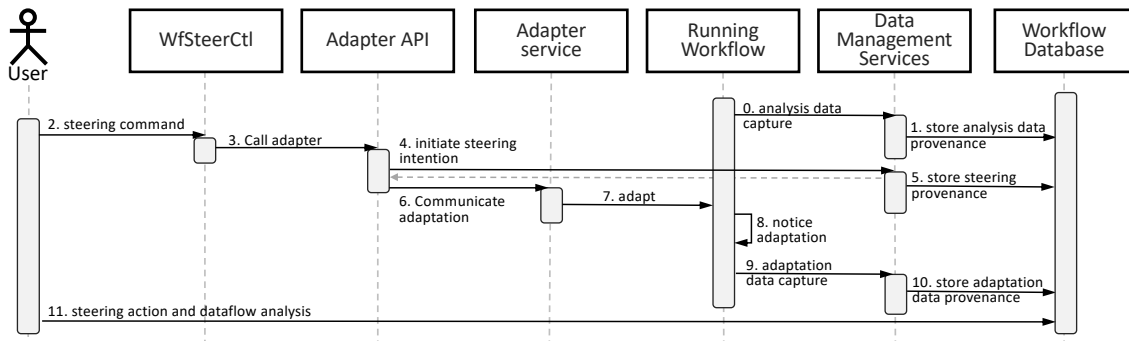 User
WfSteerCtl
Adapter API
Adapter
service
Running
Workflow
Data
Management
Services
Workflow
Database
0. analysis data
capture
1. store analysis data
provenance
2. steering command
3. Call adapter
4. initiate steering
intention
5. store steering
provenance
6. Communicate
adaptation
7. adapt
8. notice
adaptation
9. adaptation
data capture
10. store adaptation
data provenance
11. steering action and dataflow analysis